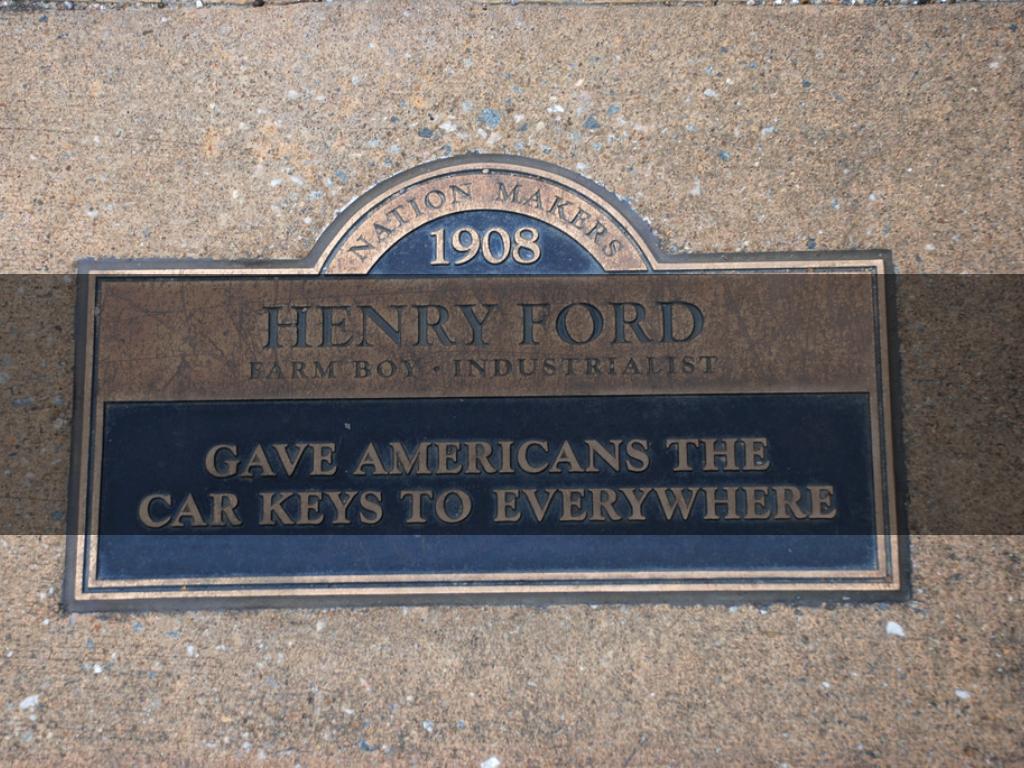 NATION MAKERS
1908
HENRY FORD
FARM BOY · INDUSTRIALIST
GAVE AMERICANS THE
CAR KEYS TO EVERYWHERE